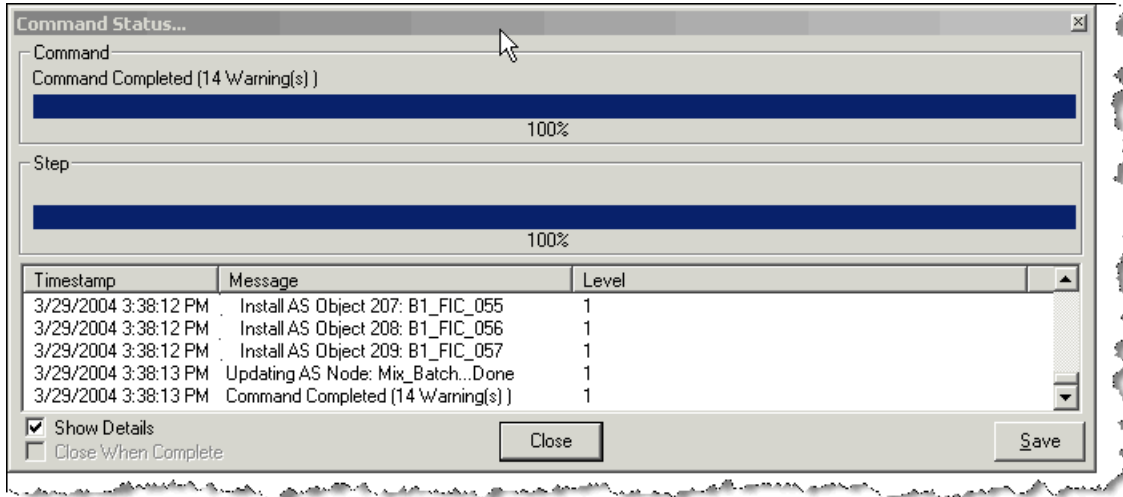 Command Status...
Command
Command Completed (14 Warning(s) )
100%
Step
100%
Timestamp Message Level
3/29/2004 3:38:12 PM Install AS Object 207: B1_FIC_055 1
3/29/2004 3:38:12 PM Install AS Object 208: B1_FIC_056 1
3/29/2004 3:38:12 PM Install AS Object 209: B1_FIC_057 1
3/29/2004 3:38:13 PM Updating AS Node: Mix_Batch...Done 1
3/29/2004 3:38:13 PM Command Completed (14 Warning(s) ) 1
Show Details
Close When Complete
Close
Save